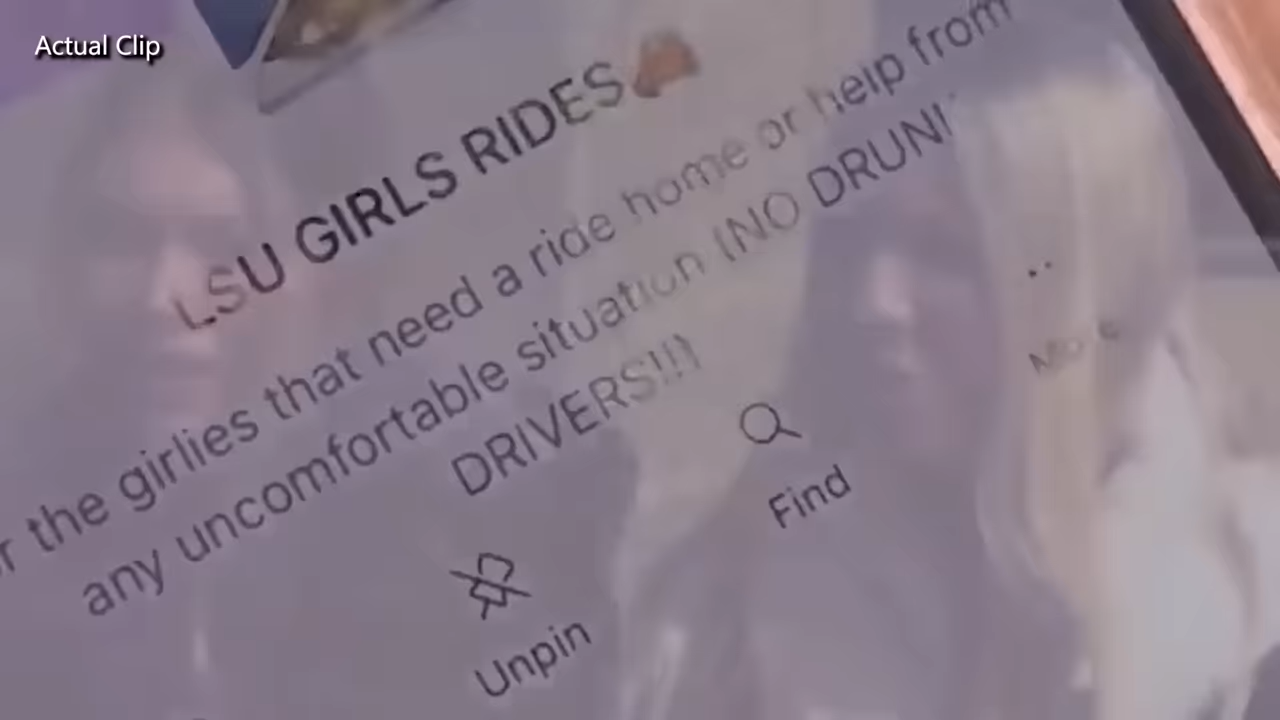 Actual Clip
LSU GIRLS RIDES
the girlies that need a ride home or help from
any uncomfortable situation (NO
DRIVERS!!!)
Find
Unpin